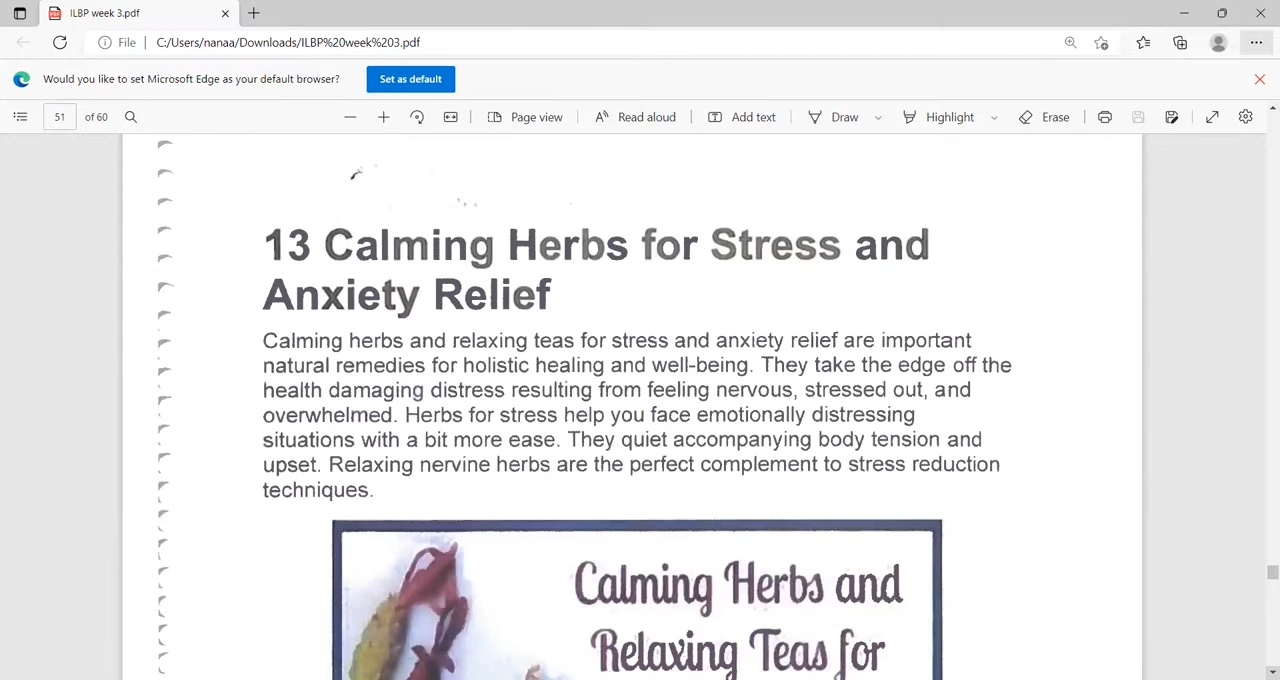 ILBP week 3.pdf
File C:/Users/nanaa/Downloads/ILBP%20week%203.pdf
Would you like to set Microsoft Edge as your default browser? Set as default
51 of 60 Page view Read aloud Add text Draw Highlight Erase
13 Calming Herbs for Stress and
Anxiety Relief
Calming herbs and relaxing teas for stress and anxiety relief are important
natural remedies for holistic healing and well-being. They take the edge off the
health damaging distress resulting from feeling nervous, stressed out, and
overwhelmed. Herbs for stress help you face emotionally distressing
situations with a bit more ease. They quiet accompanying body tension and
upset. Relaxing nervine herbs are the perfect complement to stress reduction
techniques.
Calming Herbs and
Relaxing Teas for